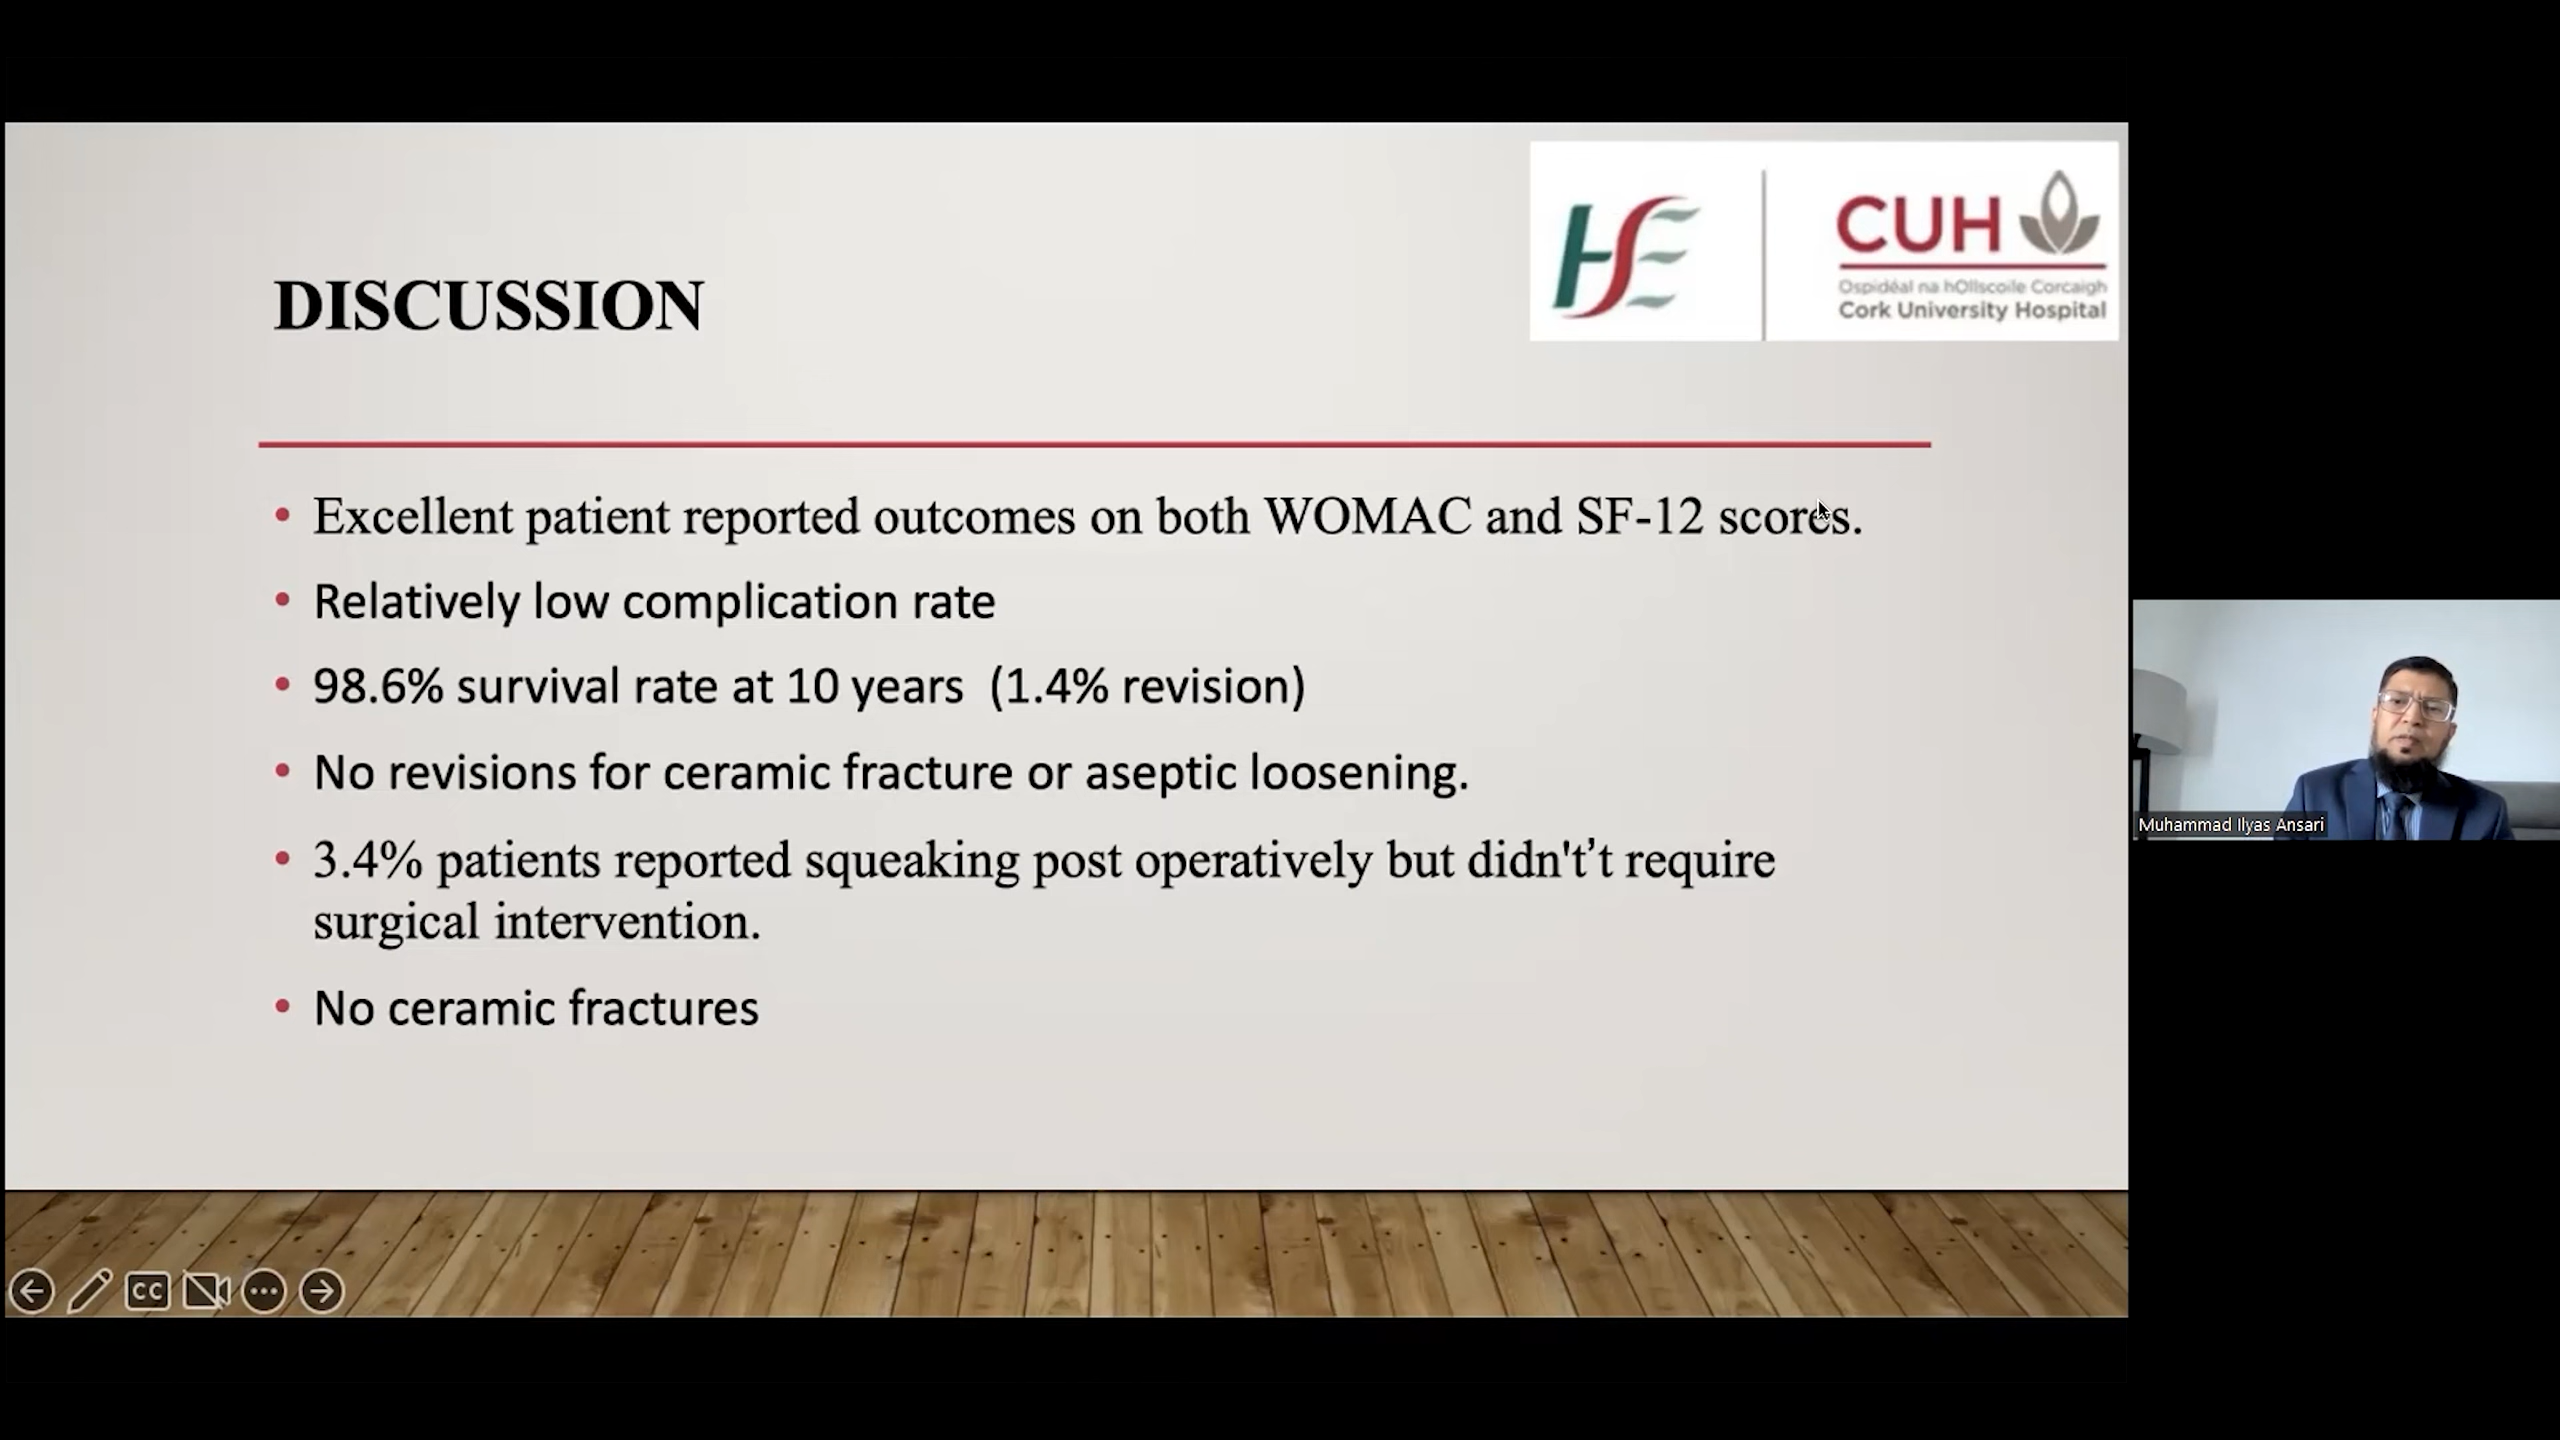 HSE
CUH
Ospidéal na hOllscoile Corcaigh
Cork University Hospital
DISCUSSION
• Excellent patient reported outcomes on both WOMAC and SF-12 scores.
• Relatively low complication rate
• 98.6% survival rate at 10 years (1.4% revision)
• No revisions for ceramic fracture or aseptic loosening.
• 3.4% patients reported squeaking post operatively but didn't’t require
surgical intervention.
• No ceramic fractures
Muhammad Ilyas Ansari
CC